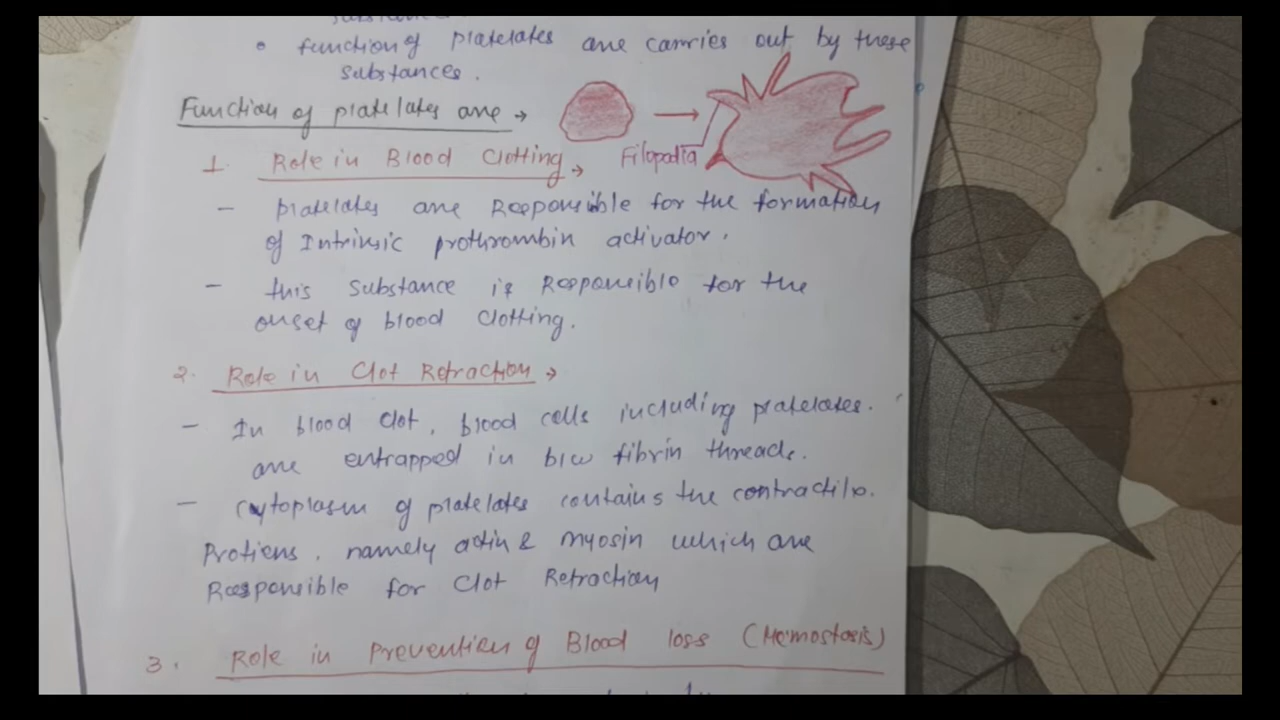 • function of platelates are carries out by these
substances.
Function of platelates are →
1. Role in Blood Clotting →
Filopodia
– platelates are Responsible for the formation
of Intrinsic prothrombin activator.
– this substance is Responsible for the
onset of blood clotting.
2. Role in Clot Retraction →
– In blood clot, blood cells including platelates.
are entrapped in b/w fibrin threads.
– cytoplasm of platelates contains the contractile.
Protiens, namely actin & myosin which are
Responsible for Clot Retraction
3. Role in Prevention of Blood loss (Hemostasis)